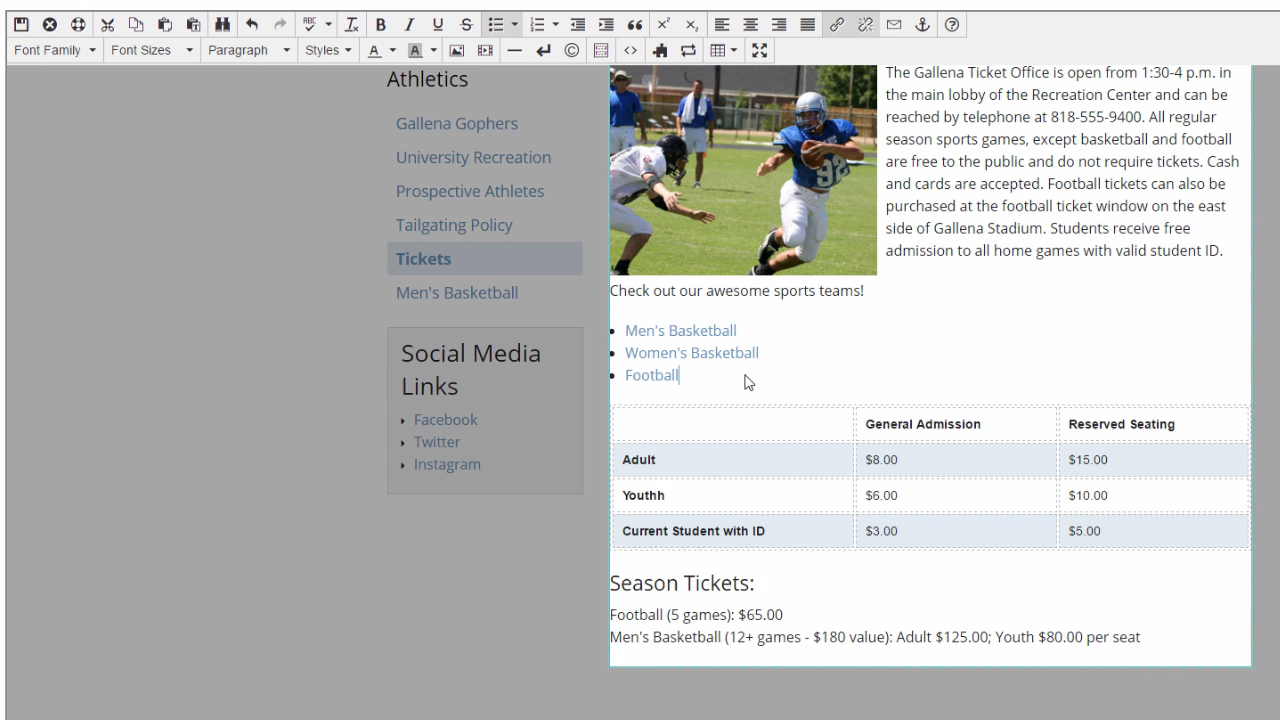 Font Family Font Sizes Paragraph Styles A A
Athletics
Gallena Gophers
University Recreation
Prospective Athletes
Tailgating Policy
Tickets
Men's Basketball
Social Media
Links
Facebook
Twitter
Instagram
92
The Gallena Ticket Office is open from 1:30-4 p.m. in
the main lobby of the Recreation Center and can be
reached by telephone at 818-555-9400. All regular
season sports games, except basketball and football
are free to the public and do not require tickets. Cash
and cards are accepted. Football tickets can also be
purchased at the football ticket window on the east
side of Gallena Stadium. Students receive free
admission to all home games with valid student ID.
Check out our awesome sports teams!
Men's Basketball
Women's Basketball
Football
General Admission Reserved Seating
Adult $8.00 $15.00
Youthh $6.00 $10.00
Current Student with ID $3.00 $5.00
Season Tickets:
Football (5 games): $65.00
Men's Basketball (12+ games - $180 value): Adult $125.00; Youth $80.00 per seat